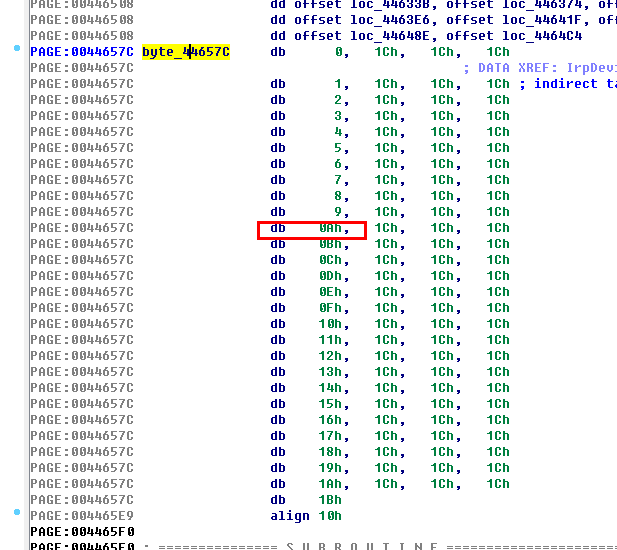 PAGE:00446508 dd offset loc_44633B, offset loc_446374,
PAGE:00446508 dd offset loc_4463E6, offset loc_44641F,
PAGE:00446508 dd offset loc_44648E, offset loc_4464C4
PAGE:0044657C byte_44657C db 0, 1Ch, 1Ch, 1Ch
PAGE:0044657C ; DATA XREF: IrpDevi
PAGE:0044657C db 1, 1Ch, 1Ch, 1Ch ; indirect ta
PAGE:0044657C db 2, 1Ch, 1Ch, 1Ch
PAGE:0044657C db 3, 1Ch, 1Ch, 1Ch
PAGE:0044657C db 4, 1Ch, 1Ch, 1Ch
PAGE:0044657C db 5, 1Ch, 1Ch, 1Ch
PAGE:0044657C db 6, 1Ch, 1Ch, 1Ch
PAGE:0044657C db 7, 1Ch, 1Ch, 1Ch
PAGE:0044657C db 8, 1Ch, 1Ch, 1Ch
PAGE:0044657C db 9, 1Ch, 1Ch, 1Ch
PAGE:0044657C db 0Ah, 1Ch, 1Ch, 1Ch
PAGE:0044657C db 0Bh, 1Ch, 1Ch, 1Ch
PAGE:0044657C db 0Ch, 1Ch, 1Ch, 1Ch
PAGE:0044657C db 0Dh, 1Ch, 1Ch, 1Ch
PAGE:0044657C db 0Eh, 1Ch, 1Ch, 1Ch
PAGE:0044657C db 0Fh, 1Ch, 1Ch, 1Ch
PAGE:0044657C db 10h, 1Ch, 1Ch, 1Ch
PAGE:0044657C db 11h, 1Ch, 1Ch, 1Ch
PAGE:0044657C db 12h, 1Ch, 1Ch, 1Ch
PAGE:0044657C db 13h, 1Ch, 1Ch, 1Ch
PAGE:0044657C db 14h, 1Ch, 1Ch, 1Ch
PAGE:0044657C db 15h, 1Ch, 1Ch, 1Ch
PAGE:0044657C db 16h, 1Ch, 1Ch, 1Ch
PAGE:0044657C db 17h, 1Ch, 1Ch, 1Ch
PAGE:0044657C db 18h, 1Ch, 1Ch, 1Ch
PAGE:0044657C db 19h, 1Ch, 1Ch, 1Ch
PAGE:0044657C db 1Ah, 1Ch, 1Ch, 1Ch
PAGE:0044657C db 1Bh
PAGE:004465E9 align 10h
PAGE:004465F0
PAGE:004465F0 ; =============== S U B R O U T I N E =================